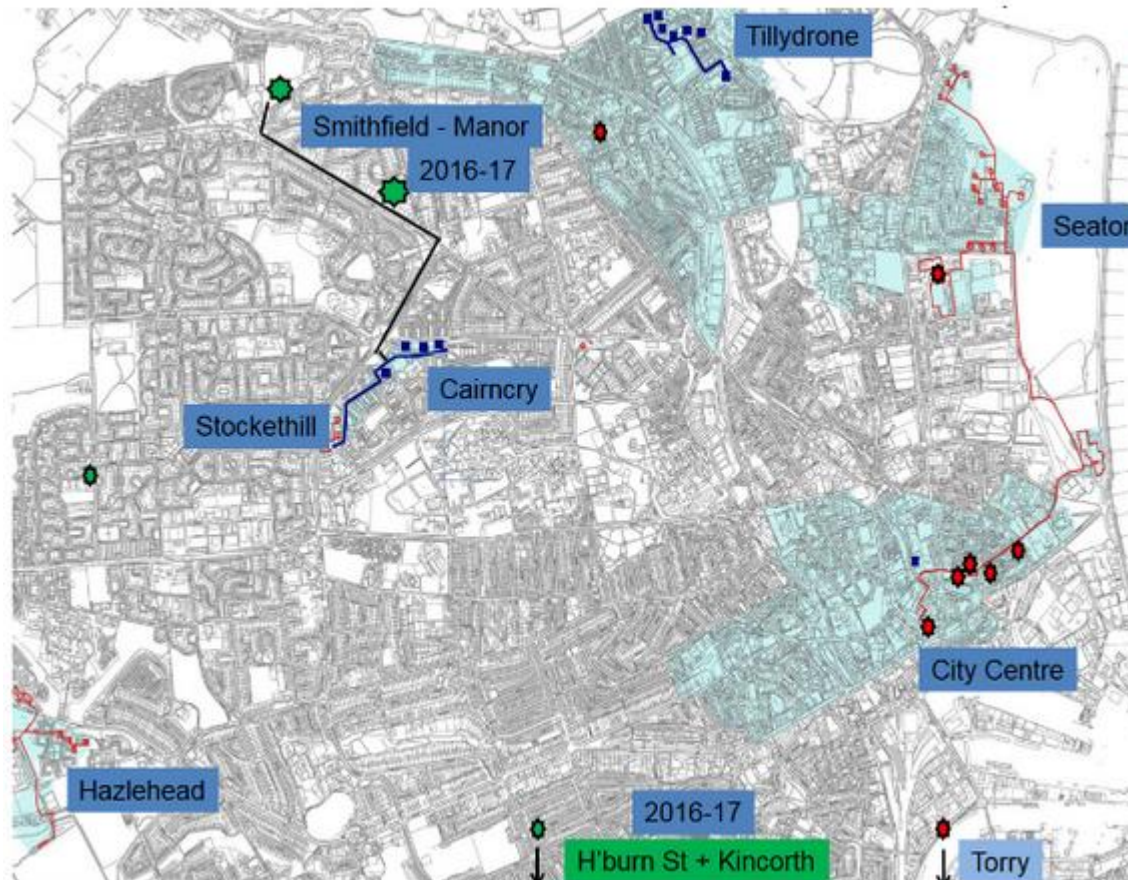 Tillydrone
Smithfield - Manor
2016-17
Seaton
Cairncry
Stockethill
City Centre
Hazlehead
2016-17
H'burn St + Kincorth
Torry